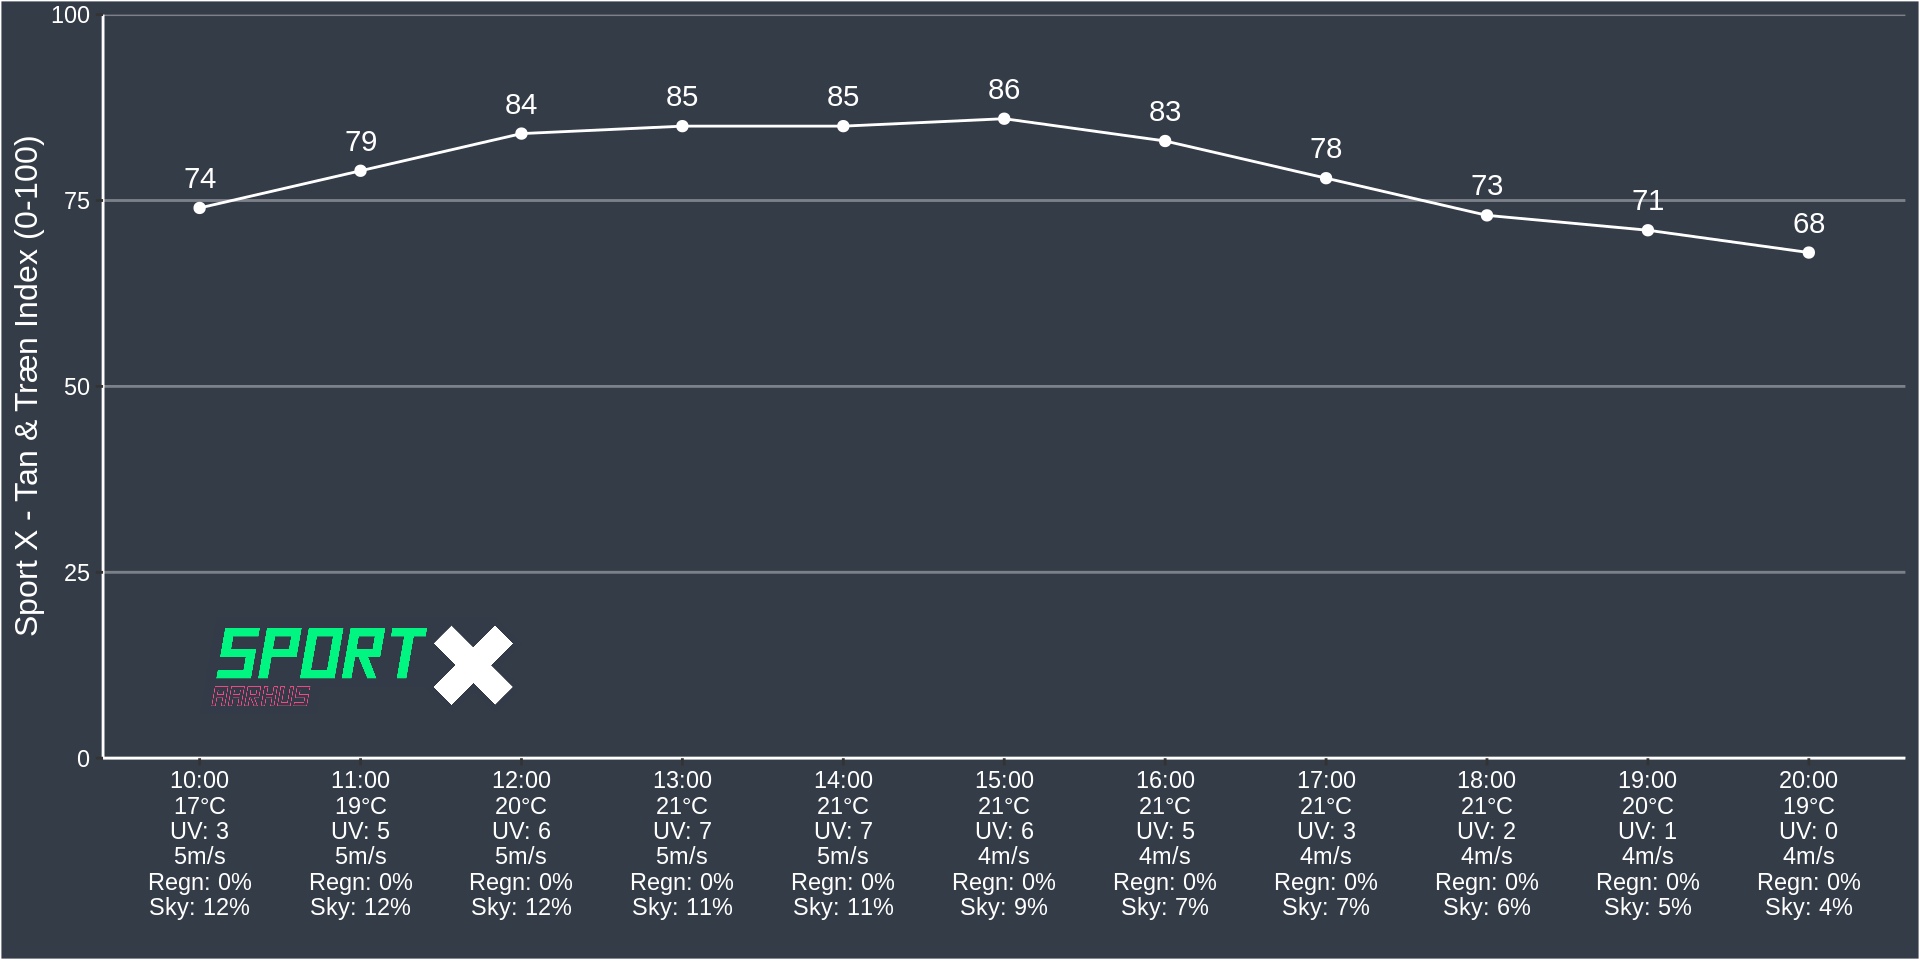 Sport X - Tan & Træn Index (0-100)
100
75
50
25
0
74 79 84 85 85 86 83 78 73 71 68
SPORT X
AARHUS
10:00 11:00 12:00 13:00 14:00 15:00 16:00 17:00 18:00 19:00 20:00
17°C 19°C 20°C 21°C 21°C 21°C 21°C 21°C 21°C 20°C 19°C
UV: 3 UV: 5 UV: 6 UV: 7 UV: 7 UV: 6 UV: 5 UV: 3 UV: 2 UV: 1 UV: 0
5m/s 5m/s 5m/s 5m/s 5m/s 4m/s 4m/s 4m/s 4m/s 4m/s 4m/s
Regn: 0% Regn: 0% Regn: 0% Regn: 0% Regn: 0% Regn: 0% Regn: 0% Regn: 0% Regn: 0% Regn: 0% Regn: 0%
Sky: 12% Sky: 12% Sky: 12% Sky: 11% Sky: 11% Sky: 9% Sky: 7% Sky: 7% Sky: 6% Sky: 5% Sky: 4%